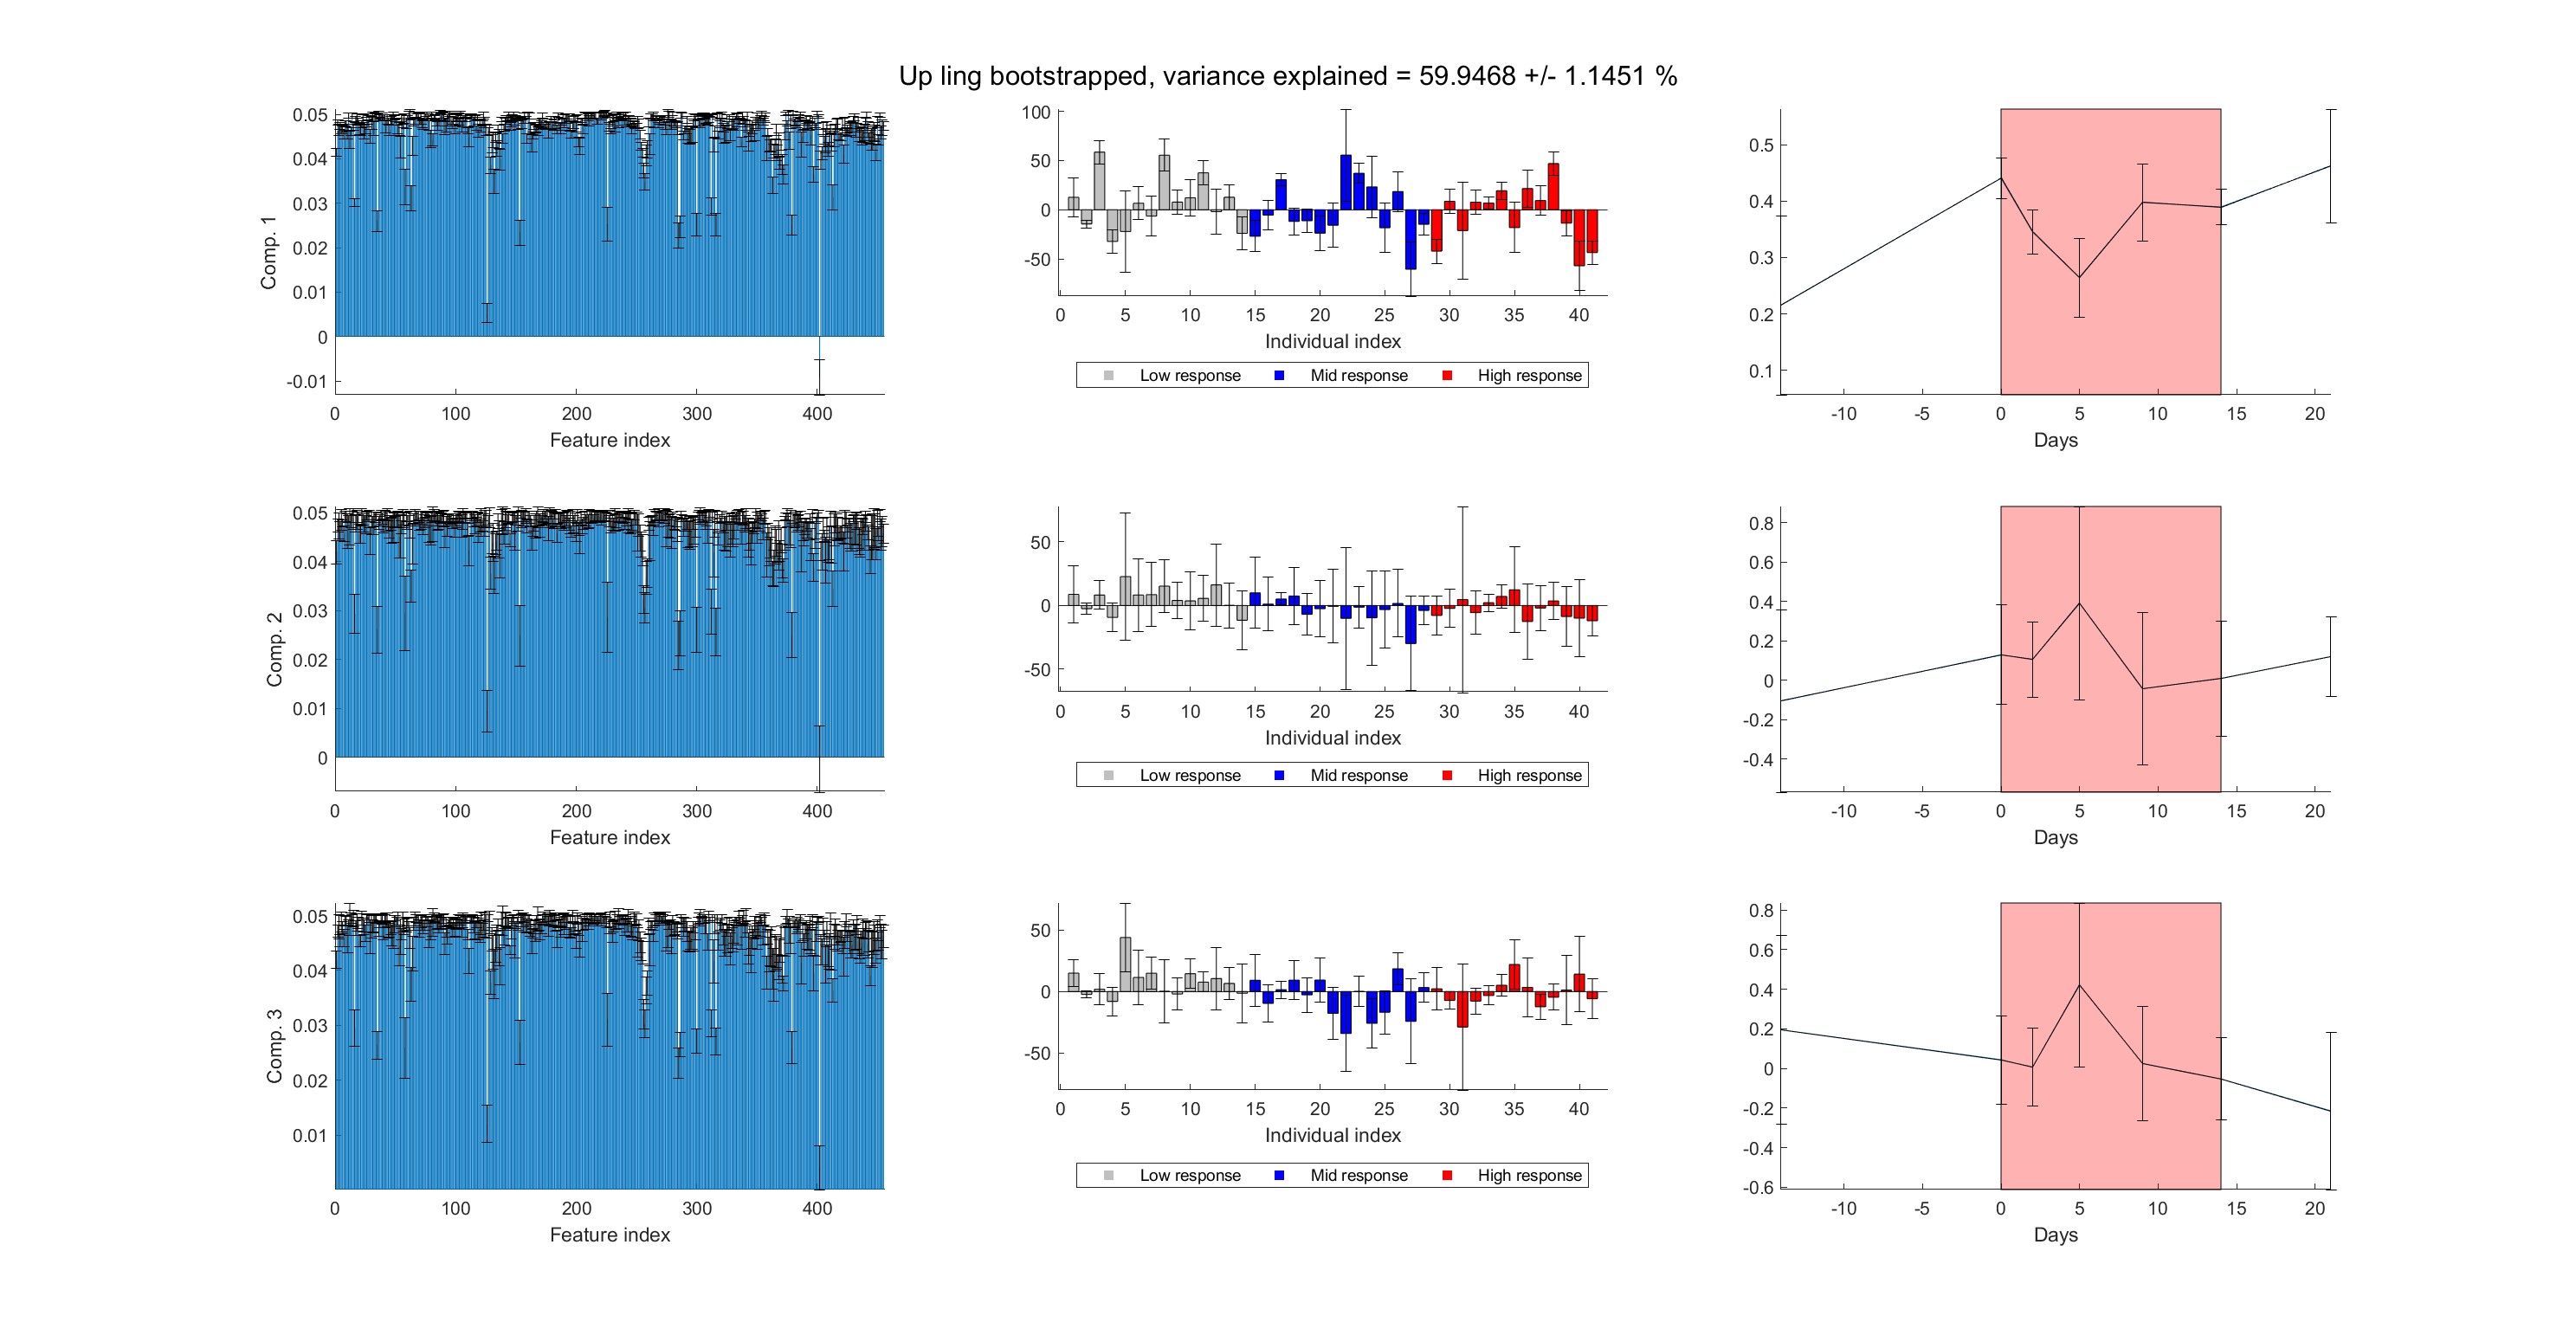 Up ling bootstrapped, variance explained = 59.9468 +/- 1.1451 %
Comp. 1
0.05
0.04
0.03
0.02
0.01
0
-0.01
0 100 200 300 400
Feature index
100
50
0
-50
0 5 10 15 20 25 30 35 40
Individual index
Low response Mid response High response
0.5
0.4
0.3
0.2
0.1
-10 -5 0 5 10 15 20
Days
Comp. 2
0.05
0.04
0.03
0.02
0.01
0
0 100 200 300 400
Feature index
50
0
-50
0 5 10 15 20 25 30 35 40
Individual index
Low response Mid response High response
0.8
0.6
0.4
0.2
0
-0.2
-0.4
-10 -5 0 5 10 15 20
Days
Comp. 3
0.05
0.04
0.03
0.02
0.01
0 100 200 300 400
Feature index
50
0
-50
0 5 10 15 20 25 30 35 40
Individual index
Low response Mid response High response
0.8
0.6
0.4
0.2
0
-0.2
-0.4
-0.6
-10 -5 0 5 10 15 20
Days